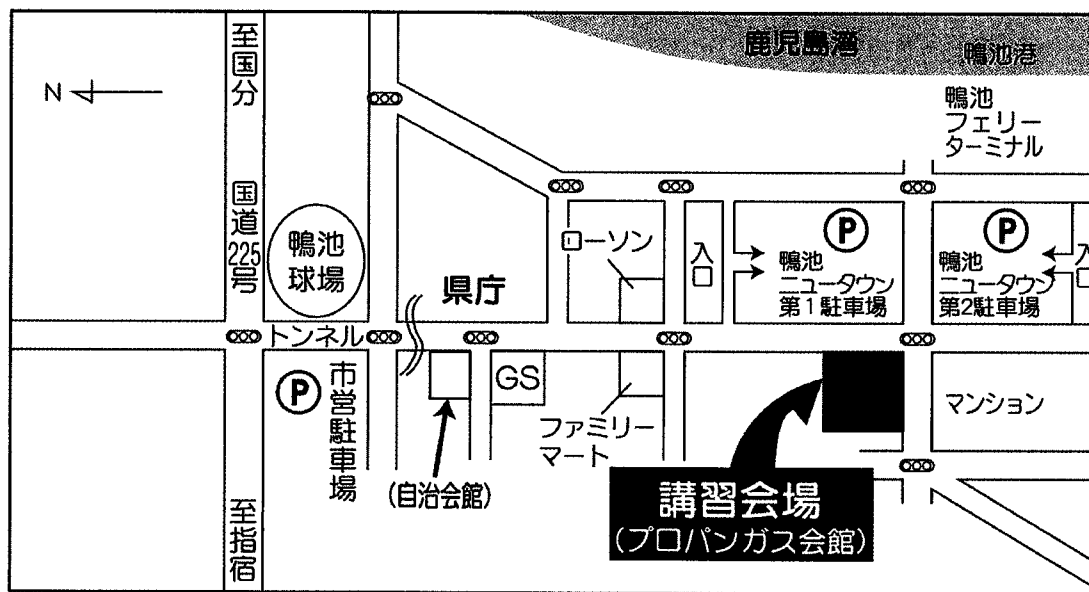 至国分
国道225号
至指宿
N
鴨池
球場
トンネル
P
市営駐車場
県庁
(自治会館)
GS
ローソン
ファミリー
マート
鹿児島湾
鴨池港
鴨池
フェリー
ターミナル
入口
P
鴨池
ニュータウン
第1駐車場
P
鴨池
ニュータウン
第2駐車場
入口
マンション
講習会場
(プロパンガス会館)